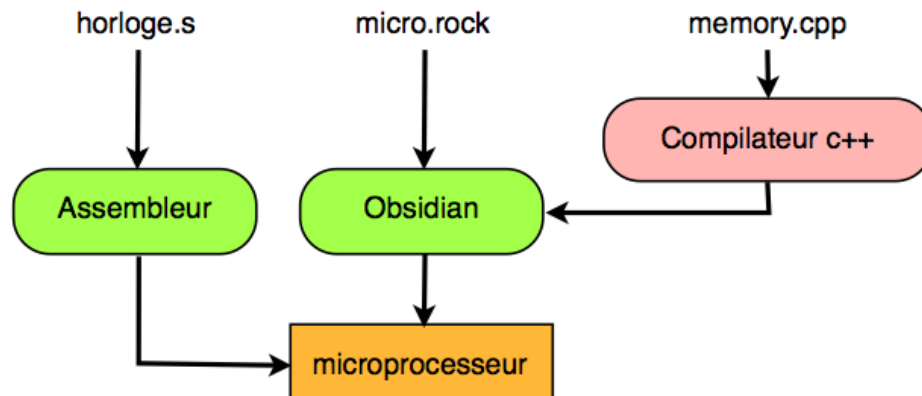 horloge.s
micro.rock
memory.cpp
Compilateur c++
Assembleur
Obsidian
microprocesseur